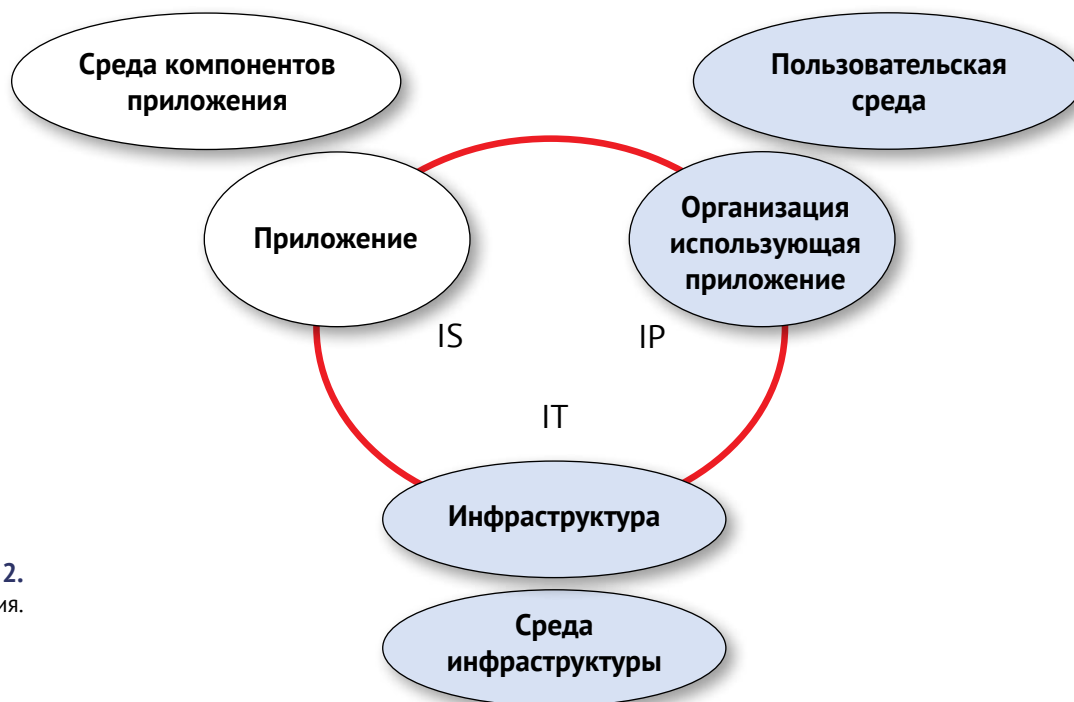 Среда компонентов
приложения
Пользовательская
среда
Приложение
Организация
использующая
приложение
IS
IP
IT
Инфраструктура
2.
ия.
Среда
инфраструктуры